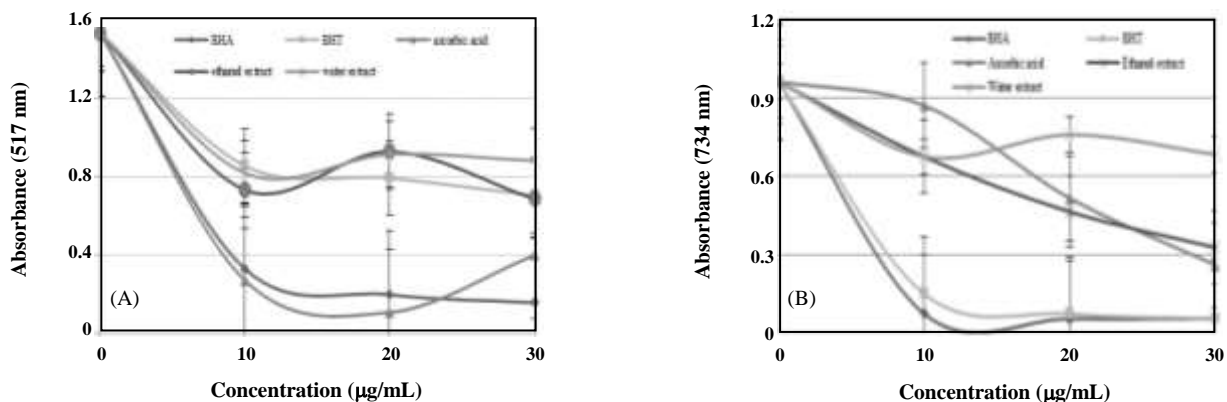 1.6
BHA BHT ascorbic acid
ethanol extract water extract
1.2
0.8
0.4
0
(A)
0 10 20 30
Absorbance (517 nm)
Concentration (μg/mL)
1.2
BHA BHT
Ascorbic acid Ethanol extract
Water extract
0.9
0.6
0.3
0
(B)
0 10 20 30
Absorbance (734 nm)
Concentration (μg/mL)